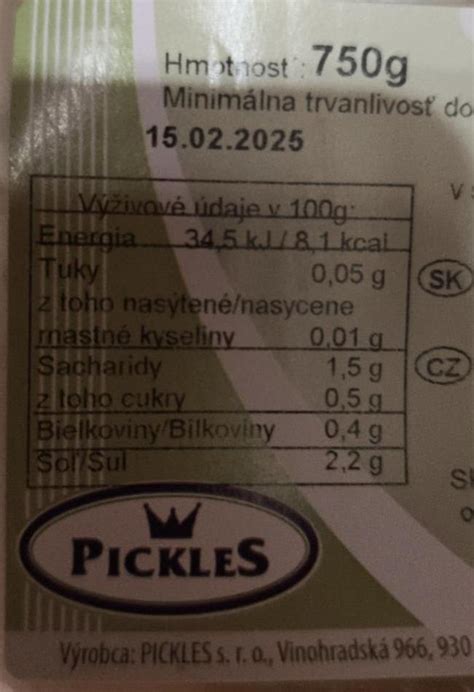 Hmotnosť: 750g
Minimálna trvanlivosť do
15.02.2025
V
Výživové údaje v 100g:
Energia 34,5 kJ / 8,1 kcal
Tuky 0,05 g
SK
z toho nasýtené/nasycene
mastné kyseliny 0,01 g
Sacharidy 1,5 g
CZ
z toho cukry 0,5 g
Bielkoviny/Bílkoviny 0,4 g
Soľ/Sul 2,2 g
PICKLES
Výrobca: PICKLES s. r. o., Vinohradská 966, 930